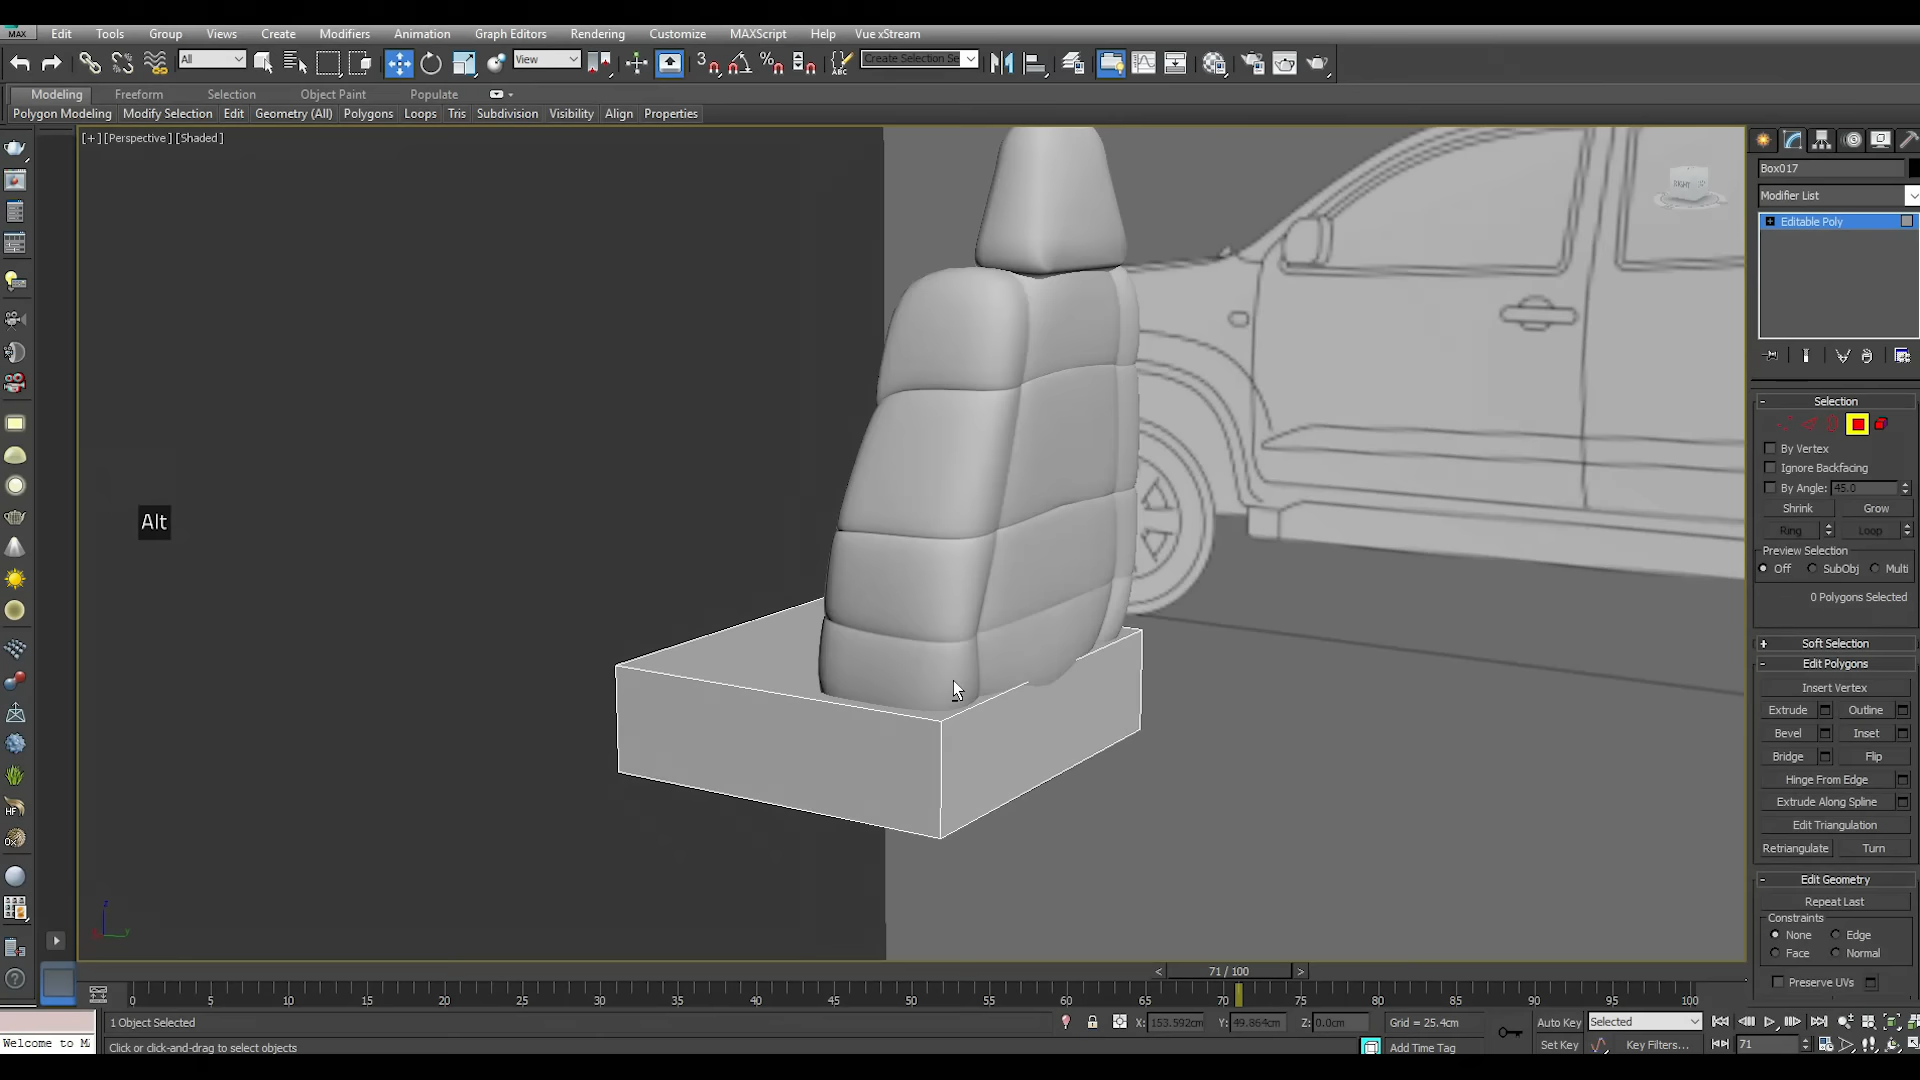 MAX Edit Tools Group Views Create Modifiers Animation Graph Editors Rendering Customize MAXScript Help Vue xStream
All View Create Selection Se
Modeling Freeform Selection Object Paint Populate
Polygon Modeling Modify Selection Edit Geometry (All) Polygons Loops Tris Subdivision Visibility Align Properties
[+] [Perspective] [Shaded]
Box017
Modifier List
RIGHT
Editable Poly
Selection
By Vertex
Ignore Backfacing
By Angle: 45.0
Shrink Grow
Ring Loop
Preview Selection
Off SubObj Multi
0 Polygons Selected
Alt
Soft Selection
Edit Polygons
Insert Vertex
Extrude Outline
Bevel Inset
Bridge Flip
Hinge From Edge
Extrude Along Spline
Edit Triangulation
Retriangulate Turn
Edit Geometry
Repeat Last
Constraints
None Edge
Face Normal
Preserve UVs
HF
z
< 71 / 100 >
0 5 10 15 20 25 30 35 40 45 50 55 60 65 70 75 80 85 90 95 100
1 Object Selected X: 153.592cm Y: 49.864cm Z: 0.0cm Grid = 25.4cm Auto Key Selected
Welcome to Click or click-and-drag to select objects Add Time Tag Set Key Key Filters... 71